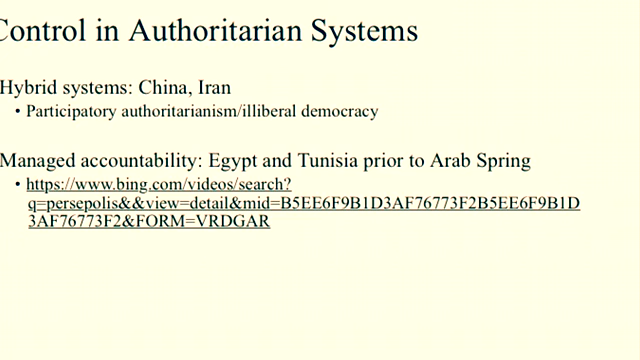 Control in Authoritarian Systems
Hybrid systems: China, Iran
• Participatory authoritarianism/illiberal democracy
Managed accountability: Egypt and Tunisia prior to Arab Spring
• https://www.bing.com/videos/search?
q=persepolis&&view=detail&mid=B5EE6F9B1D3AF76773F2B5EE6F9B1D
3AF76773F2&FORM=VRDGAR